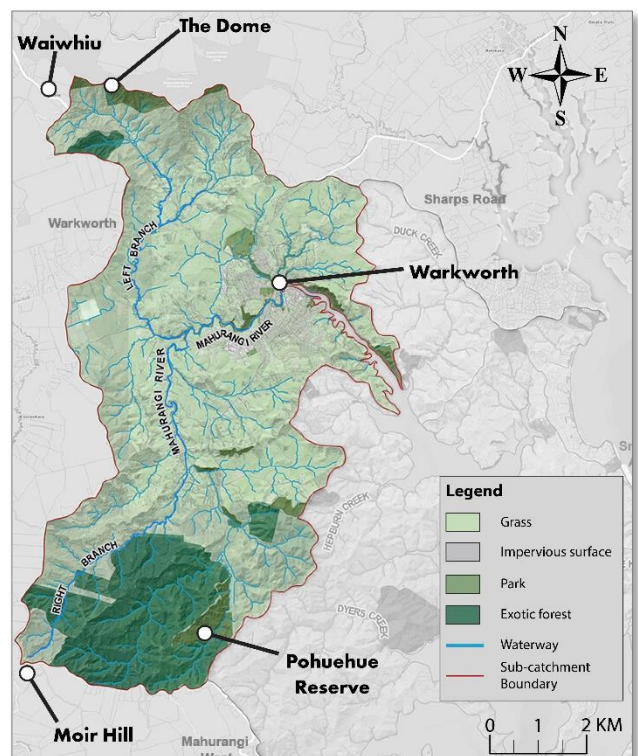 The Dome
Waiwhiu
N
W
E
S
Sharps Road
Warkworth
DUCK CREEK
LEFT BRANCH
Warkworth
MAHURANGI RIVER
MAHURANGI RIVER
Legend
Grass
Impervious surface
Park
Exotic forest
Waterway
Sub-catchment
Boundary
HEPBURN CREEK
RIGHT BRANCH
DYERS CREEK
Pohuehue
Reserve
Moir Hill
Mahurangi
West
0 1 2 KM